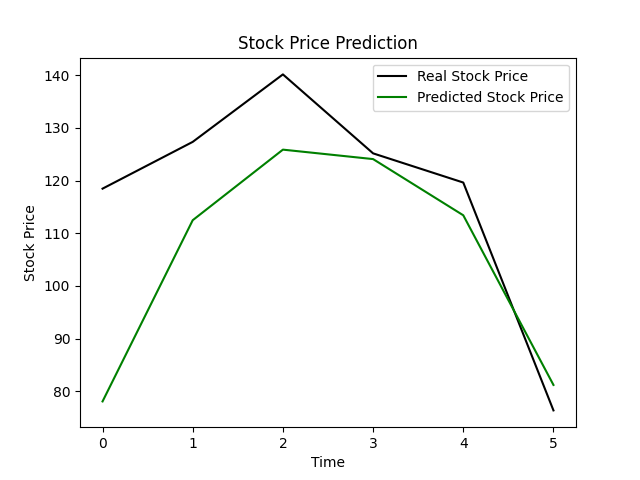 Stock Price Prediction
Real Stock Price
Predicted Stock Price
Stock Price
140
130
120
110
100
90
80
0 1 2 3 4 5
Time